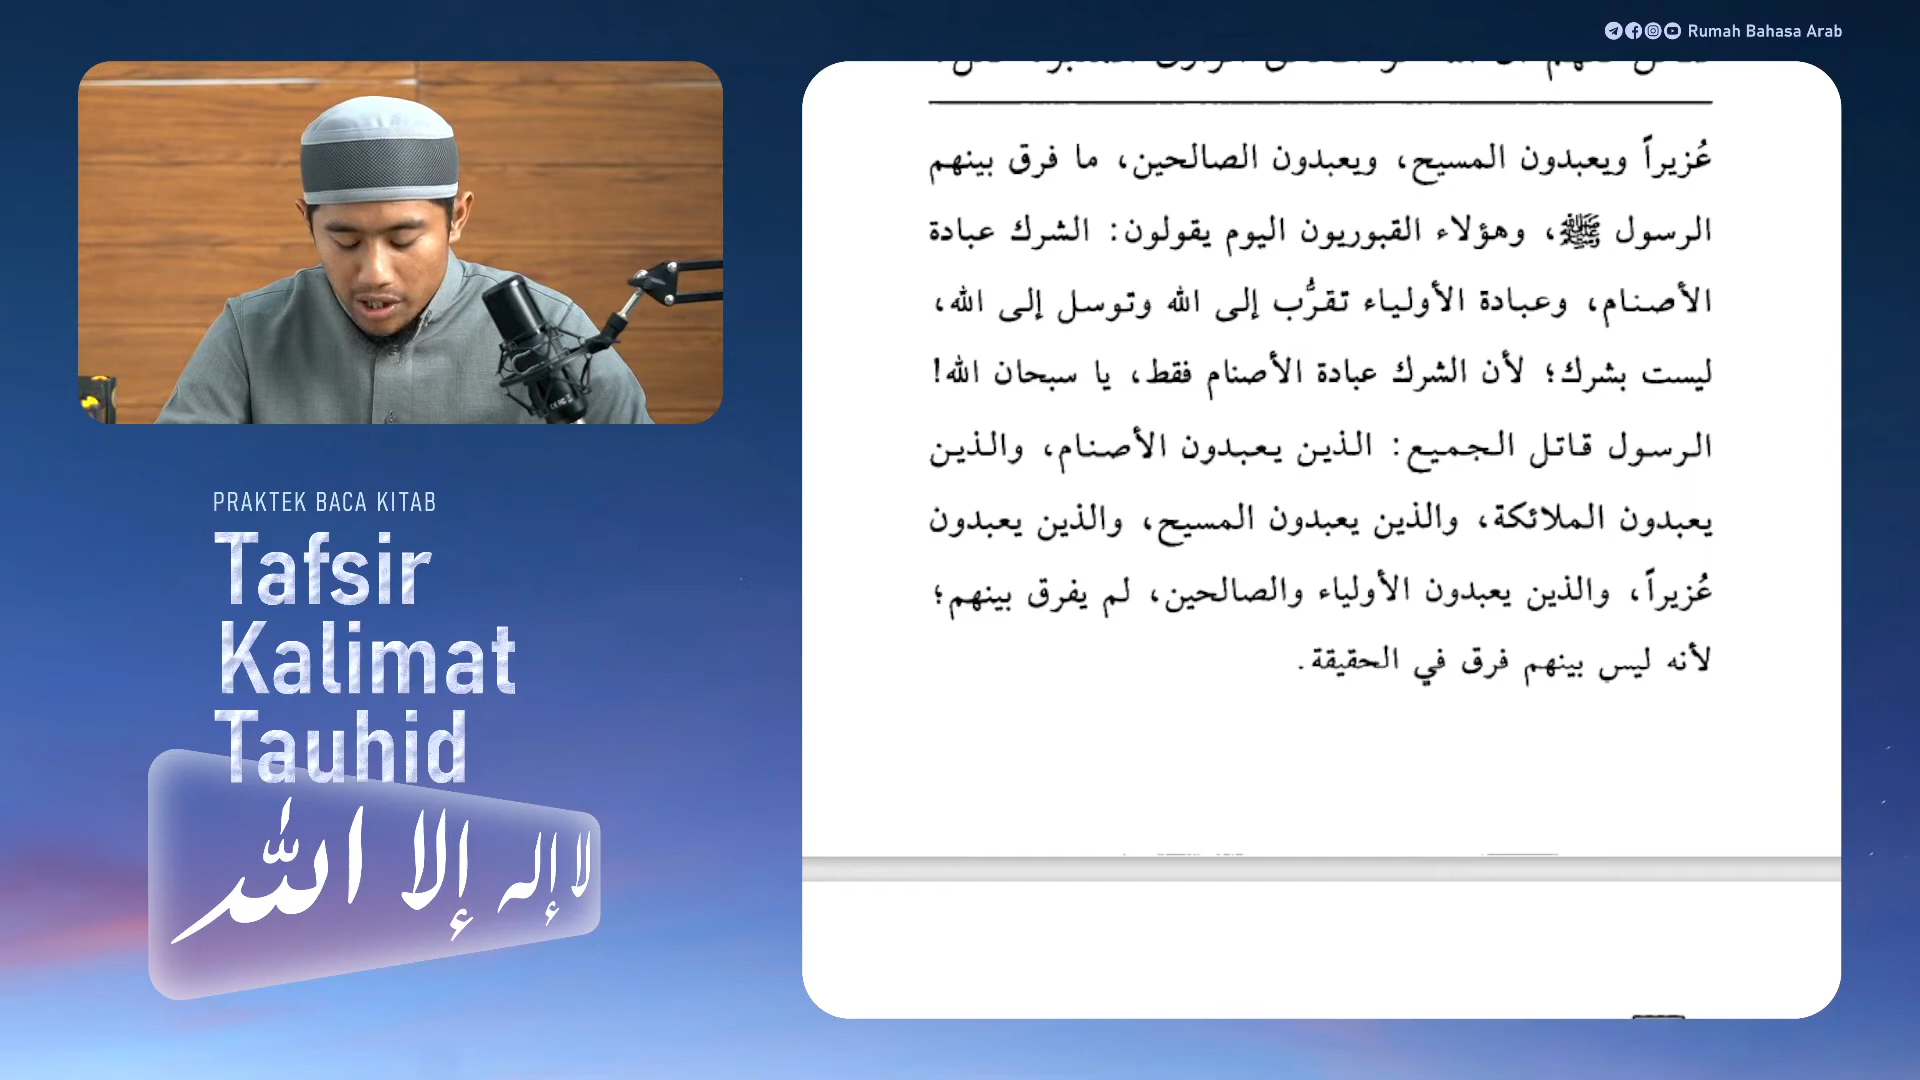 Rumah Bahasa Arab
عُزيراً ويعبدون المسيح، ويعبدون الصالحين، ما فرق بينهم
الرسول ﷺ، وهؤلاء القبوريون اليوم يقولون: الشرك عبادة
الأصنام، وعبادة الأولياء تقرُّب إلى الله وتوسل إلى الله،
ليست بشرك؛ لأن الشرك عبادة الأصنام فقط، يا سبحان الله!
الرسول قاتل الجميع: الذين يعبدون الأصنام، والذين
يعبدون الملائكة، والذين يعبدون المسيح، والذين يعبدون
عُزيراً، والذين يعبدون الأولياء والصالحين، لم يفرق بينهم؛
لأنه ليس بينهم فرق في الحقيقة.
PRAKTEK BACA KITAB
Tafsir
Kalimat
Tauhid
لا إله إلا الله